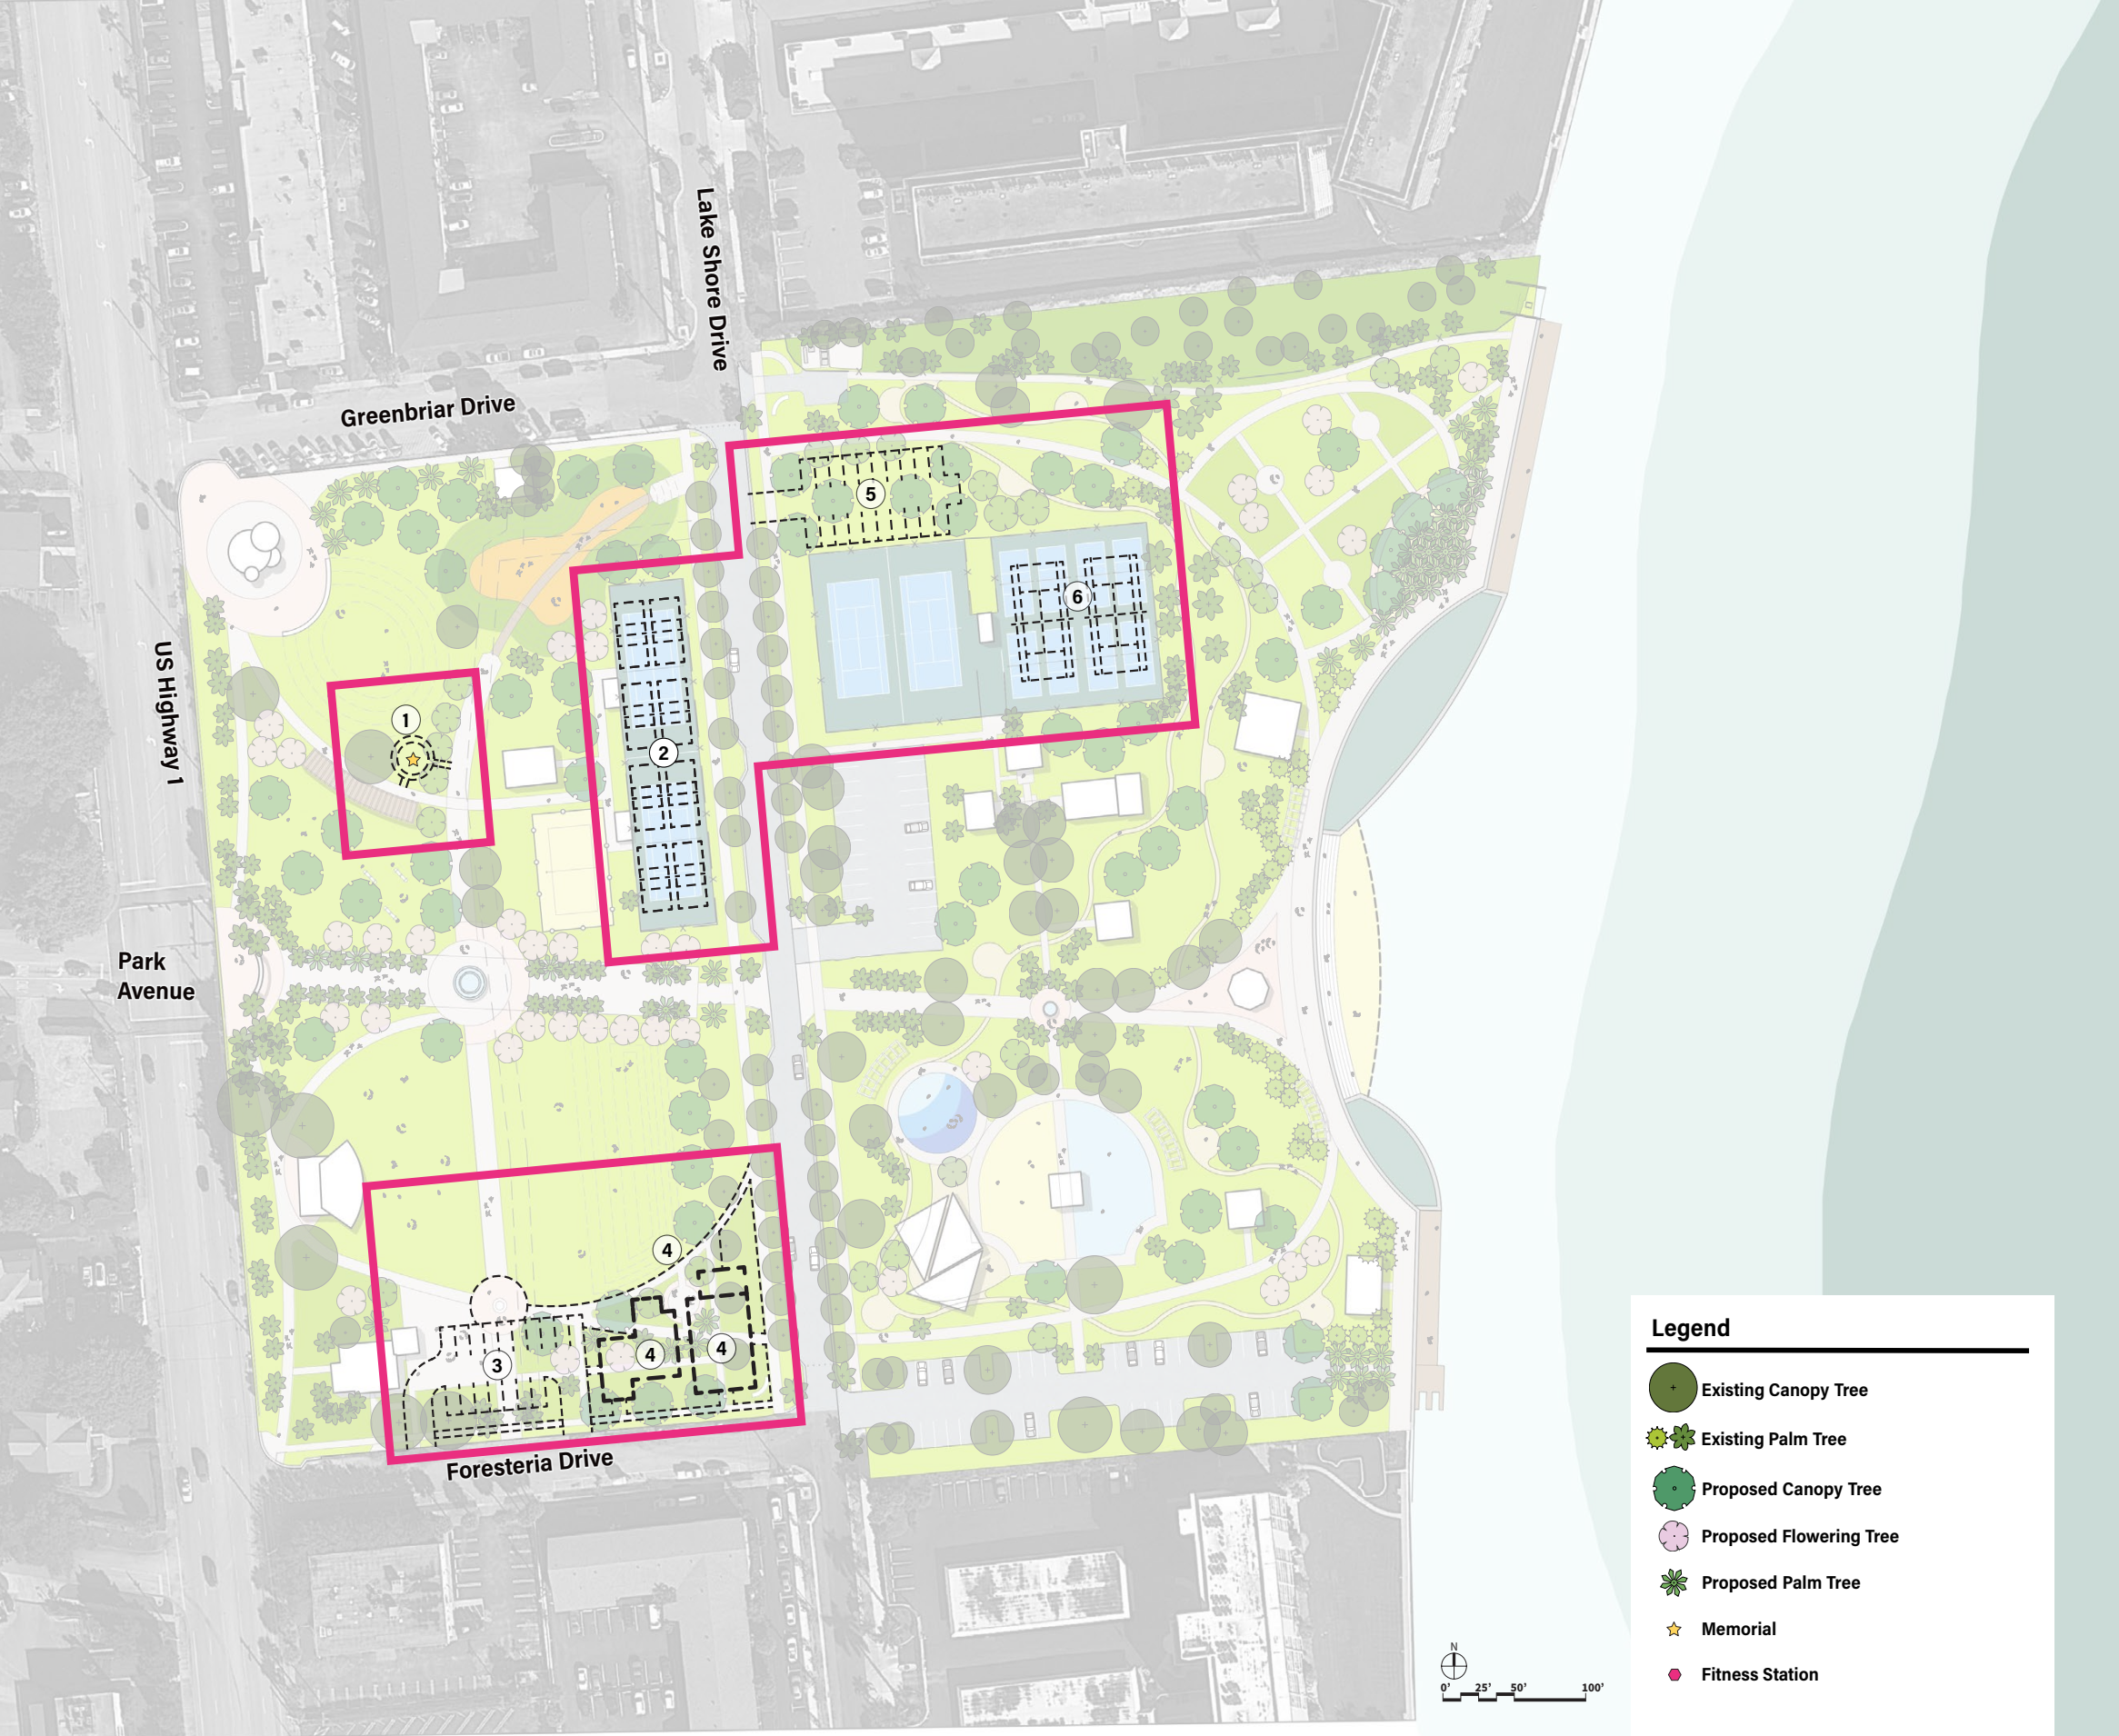 Lake Shore Drive
Greenbriar Drive
5
6
US Highway 1
1
2
Park
Avenue
4
3
4
4
Foresteria Drive
Legend
Existing Canopy Tree
Existing Palm Tree
Proposed Canopy Tree
Proposed Flowering Tree
Proposed Palm Tree
Memorial
Fitness Station
N
0' 25' 50' 100'